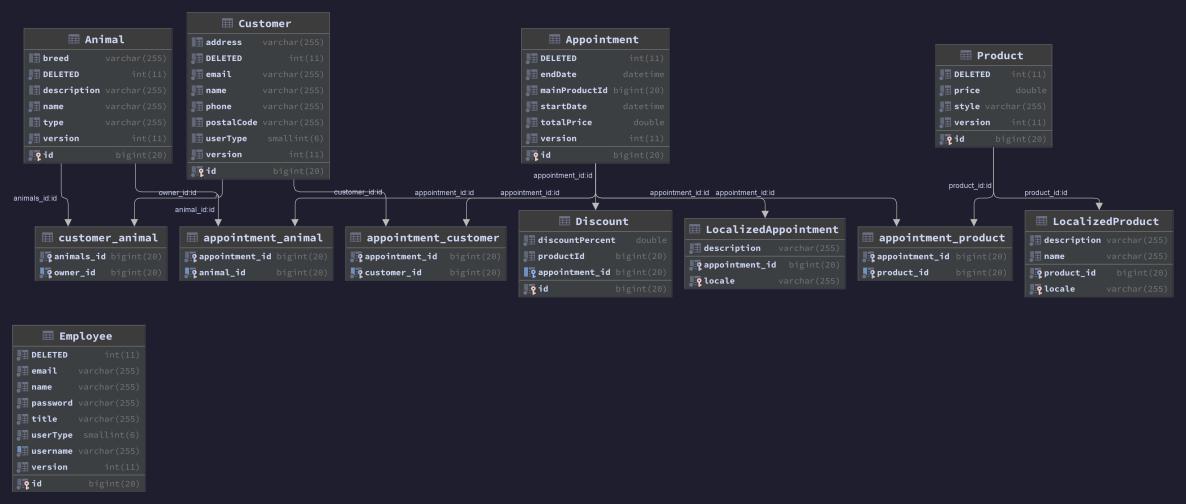 Animal
breed varchar(255)
DELETED int(11)
description varchar(255)
name varchar(255)
type varchar(255)
version int(11)
id bigint(20)
Customer
address varchar(255)
DELETED int(11)
email varchar(255)
name varchar(255)
phone varchar(255)
postalCode varchar(255)
userType smallint(6)
version int(11)
id bigint(20)
Appointment
DELETED int(11)
endDate datetime
mainProductId bigint(20)
startDate datetime
totalPrice double
version int(11)
id bigint(20)
Product
DELETED int(11)
price double
style varchar(255)
version int(11)
id bigint(20)
animals_id:id
owner_id:id
animal_id:id
customer_id:id
appointment_id:id
appointment_id:id
appointment_id:id
appointment_id:id
appointment_id:id
product_id:id
product_id:id
customer_animal
animals_id bigint(20)
owner_id bigint(20)
appointment_animal
appointment_id bigint(20)
animal_id bigint(20)
appointment_customer
appointment_id bigint(20)
customer_id bigint(20)
Discount
discountPercent double
productId bigint(20)
appointment_id bigint(20)
id bigint(20)
LocalizedAppointment
description varchar(255)
appointment_id bigint(20)
locale varchar(255)
appointment_product
appointment_id bigint(20)
product_id bigint(20)
LocalizedProduct
description varchar(255)
name varchar(255)
product_id bigint(20)
locale varchar(255)
Employee
DELETED int(11)
email varchar(255)
name varchar(255)
password varchar(255)
title varchar(255)
userType smallint(6)
username varchar(255)
version int(11)
id bigint(20)